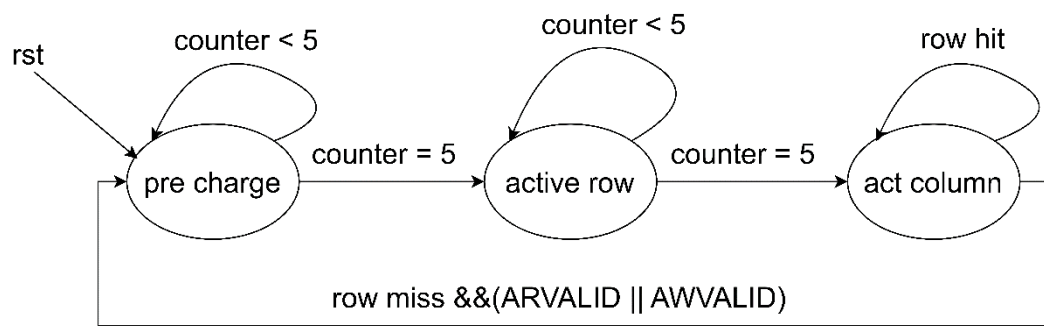 rst
counter < 5
counter < 5
row hit
pre charge
counter = 5
active row
counter = 5
act column
row miss &&(ARVALID || AWVALID)